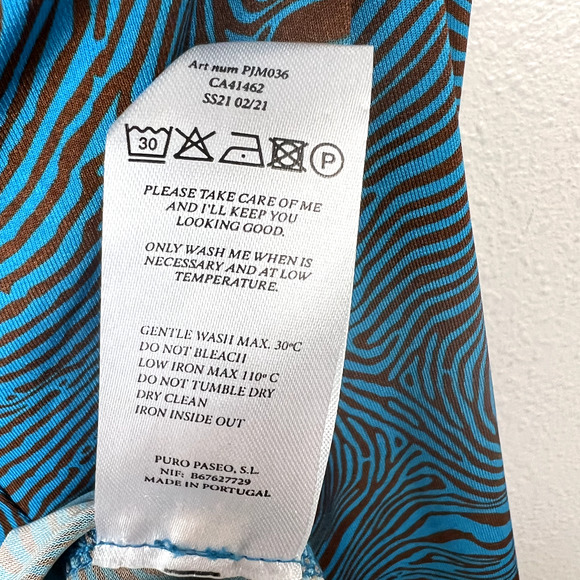 Art num PJM036
CA41462
SS21 02/21
30 P
PLEASE TAKE CARE OF ME
AND I'LL KEEP YOU
LOOKING GOOD.
ONLY WASH ME WHEN IS
NECESSARY AND AT LOW
TEMPERATURE.
GENTLE WASH MAX. 30ºC
DO NOT BLEACH
LOW IRON MAX 110º C
DO NOT TUMBLE DRY
DRY CLEAN
IRON INSIDE OUT
PURO PASEO, S.L.
NIF: B67627729
MADE IN PORTUGAL